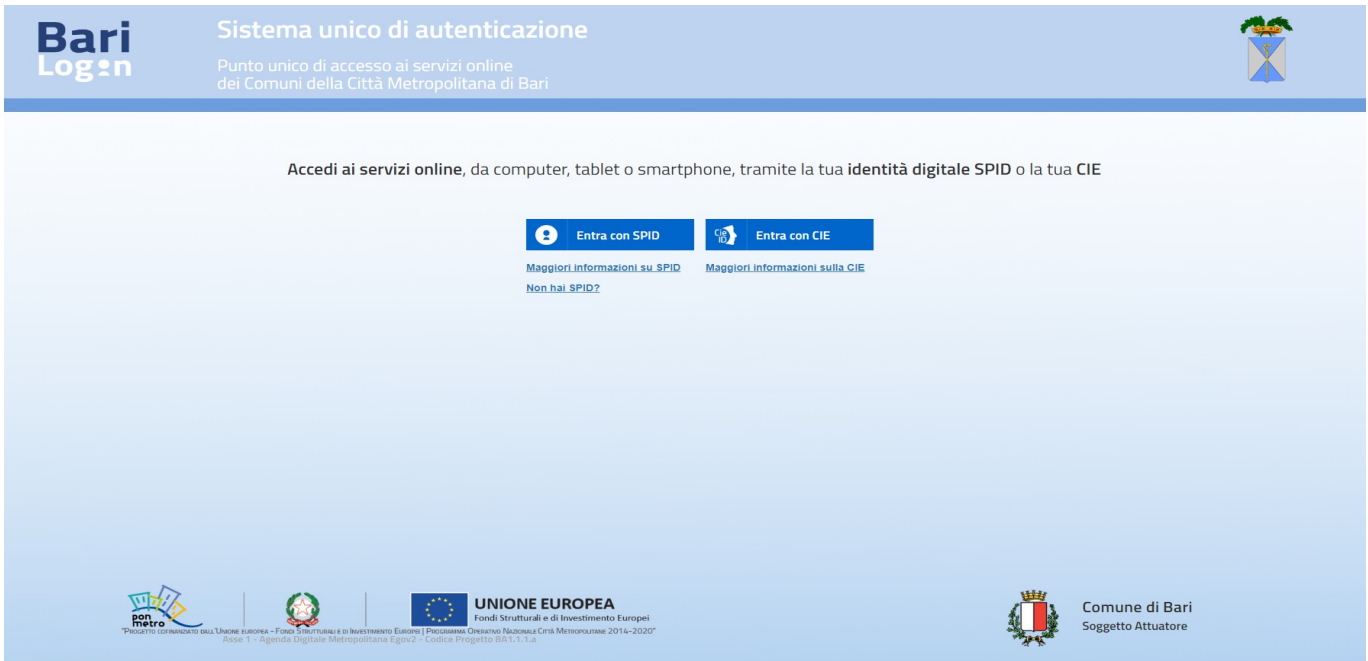 Bari
Login
Sistema unico di autenticazione
Punto unico di accesso ai servizi online
dei Comuni della Città Metropolitana di Bari
Accedi ai servizi online, da computer, tablet o smartphone, tramite la tua identità digitale SPID o la tua CIE
Entra con SPID
Cie ID
Entra con CIE
Maggiori informazioni su SPID
Maggiori informazioni sulla CIE
Non hai SPID?
pon
metro
UNIONE EUROPEA
Fondi Strutturali e di Investimento Europei
"Progetto cofinanziato dall'Unione europea – Fondi Strutturali e di Investimento Europei | Programma Operativo Nazionale Città Metropolitane 2014-2020"
Asse 1 - Agenda Digitale Metropolitana Egov2 - Codice Progetto BA1.1.1.a
Comune di Bari
Soggetto Attuatore